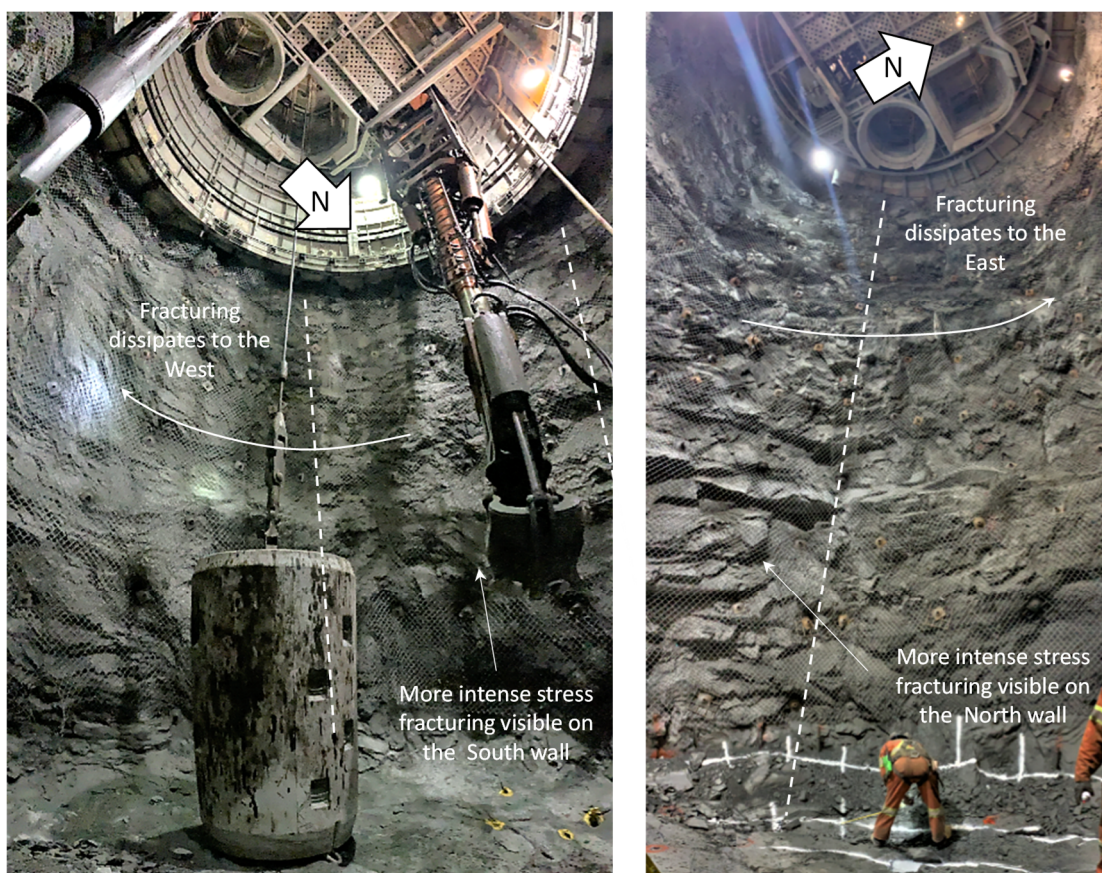 N
Fracturing
dissipates to the
West
More intense stress
fracturing visible on
the South wall
N
Fracturing
dissipates to the
East
More intense stress
fracturing visible on
the North wall